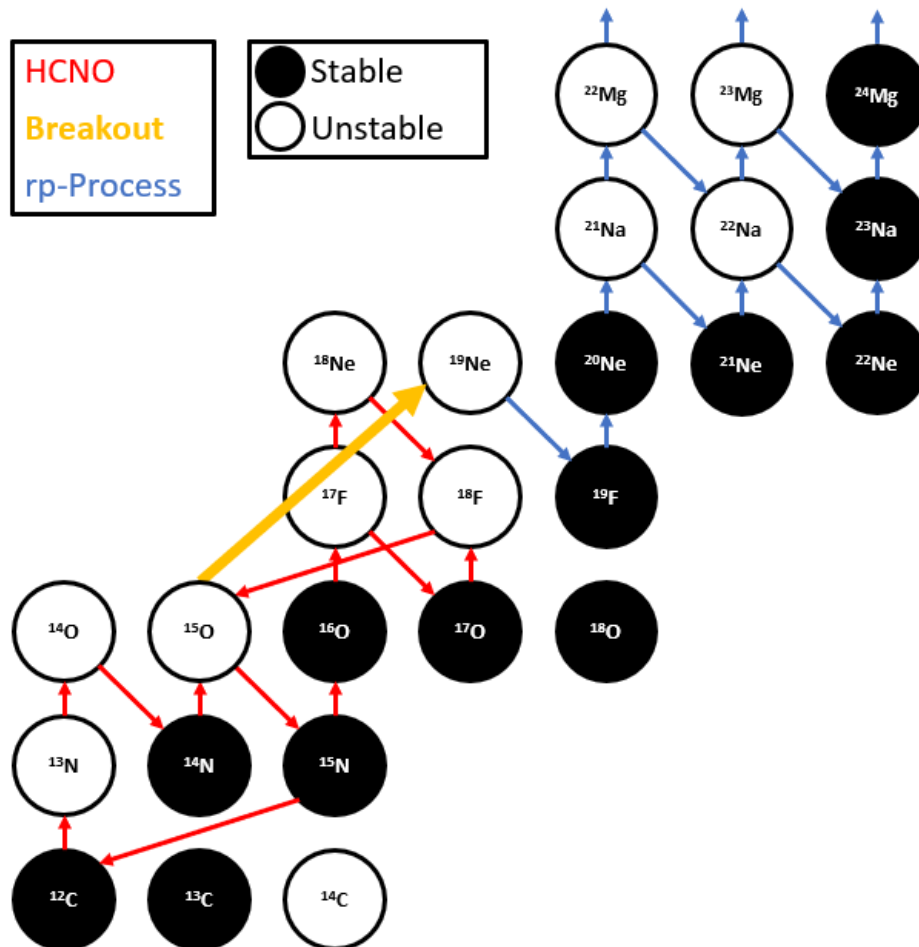 HCNO
Breakout
rp-Process
Stable
Unstable
²²Mg
²³Mg
²⁴Mg
²¹Na
²²Na
²³Na
¹⁸Ne
¹⁹Ne
²⁰Ne
²¹Ne
²²Ne
¹⁷F
¹⁸F
¹⁹F
¹⁴O
¹⁵O
¹⁶O
¹⁷O
¹⁸O
¹³N
¹⁴N
¹⁵N
¹²C
¹³C
¹⁴C